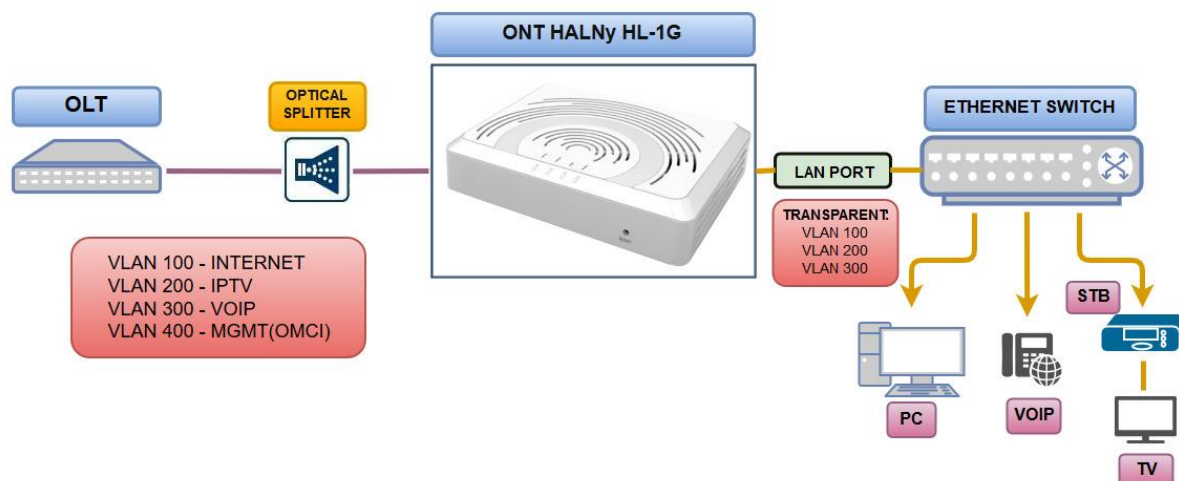 ONT HALNy HL-1G
OLT
OPTICAL
SPLITTER
ETHERNET SWITCH
LAN PORT
TRANSPARENT:
VLAN 100
VLAN 200
VLAN 300
VLAN 100 - INTERNET
VLAN 200 - IPTV
VLAN 300 - VOIP
VLAN 400 - MGMT(OMCI)
RESET
STB
PC
VOIP
TV